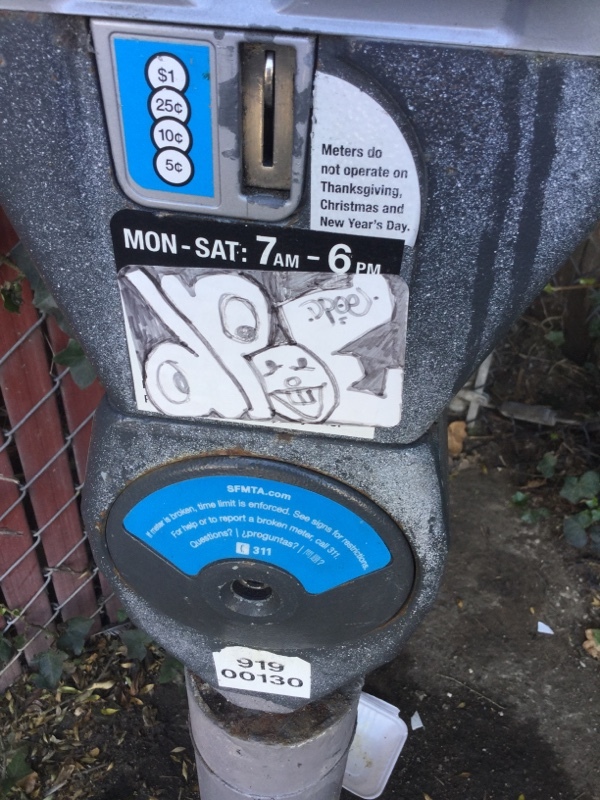 $1
25¢
10¢
5¢
Meters do
not operate on
Thanksgiving,
Christmas and
New Year's Day.
MON - SAT: 7AM - 6PM
SFMTA.com
If meter is broken, time limit is enforced. See signs for restrictions.
For help or to report a broken meter, call 311.
Questions? | ¿proguntas? |
311
919
00130